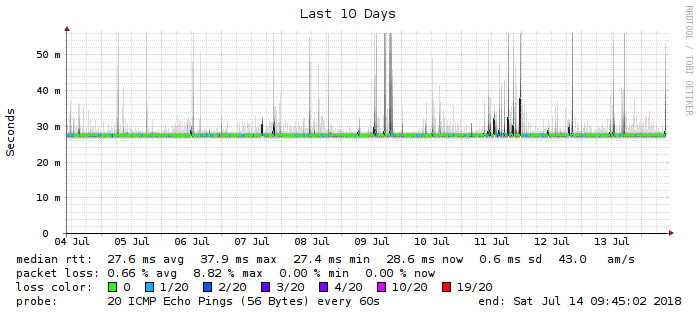 Last 10 Days
RRDTOOL / TOBI OETIKER
Seconds
50 m
40 m
30 m
20 m
10 m
0
04 Jul 05 Jul 06 Jul 07 Jul 08 Jul 09 Jul 10 Jul 11 Jul 12 Jul 13 Jul
median rtt: 27.6 ms avg 37.9 ms max 27.4 ms min 28.6 ms now 0.6 ms sd 43.0 am/s
packet loss: 0.66 % avg 8.82 % max 0.00 % min 0.00 % now
loss color: 0 1/20 2/20 3/20 4/20 10/20 19/20
probe: 20 ICMP Echo Pings (56 Bytes) every 60s end: Sat Jul 14 09:45:02 2018